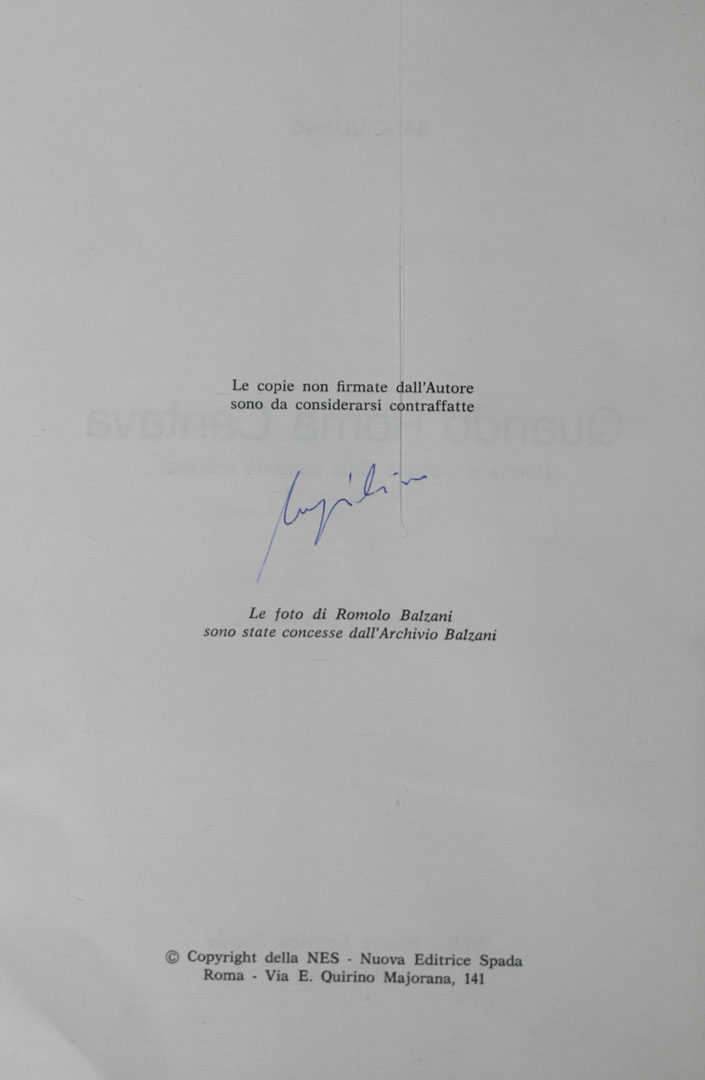 Le copie non firmate dall'Autore
sono da considerarsi contraffatte
Le foto di Romolo Balzani
sono state concesse dall'Archivio Balzani
© Copyright della NES - Nuova Editrice Spada
Roma - Via E. Quirino Majorana, 141